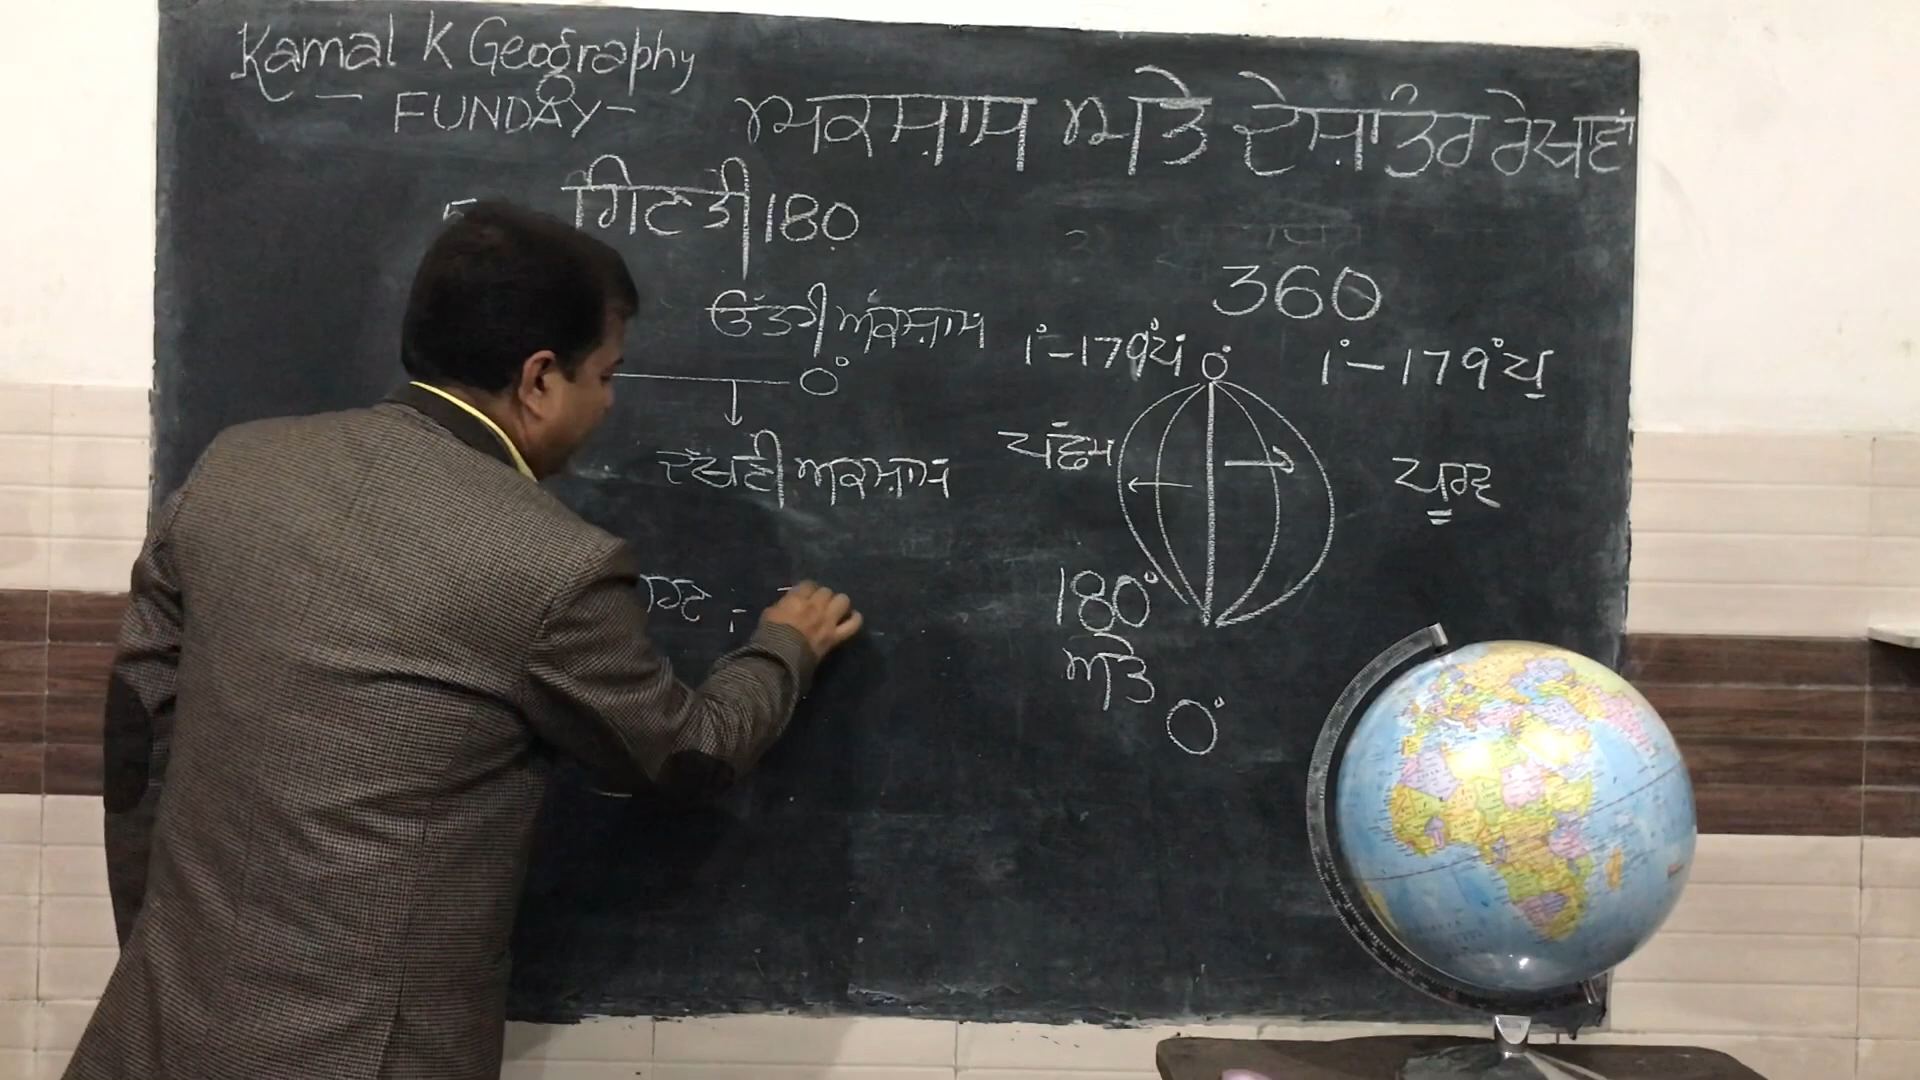 Kamal K Geography
- FUNDAY -
ਅਕਸ਼ਾਸ ਅਤੇ ਦੇਸ਼ਾਂਤਰ ਰੇਖਾਵਾਂ
ਗਿਣਤੀ 180
360
ਉੱਤਰੀ ਅਕਸ਼ਾਸ
0°
1°-179°ਪੱ
0°
1°-179°ਪੂ
ਪੱਛਮ
ਪੂਰਵ
ਦੱਖਣੀ ਅਕਸ਼ਾਸ
180°
ਅਤੇ
0°